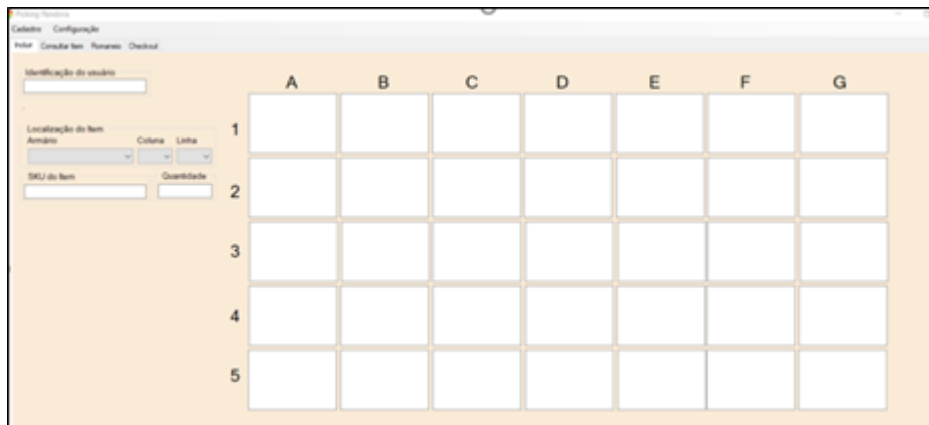 Picking Pandora
Cadastro Configuração
Incluir Consultar Item Romaneio Checkout
Identificação do usuário
A B C D E F G
1
Localização do Item
Armário Coluna Linha
SKU do Item Quantidade
2
3
4
5